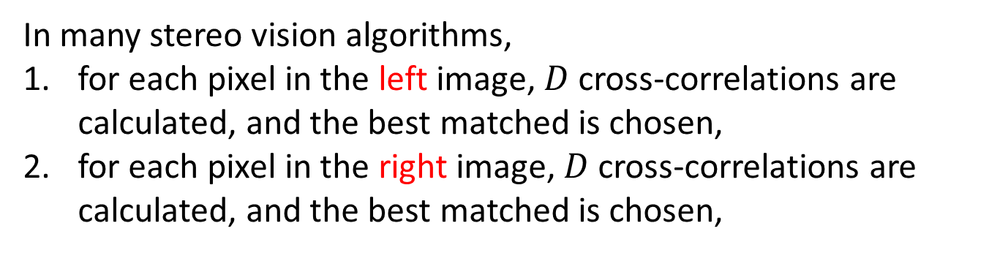 In many stereo vision algorithms,
1. for each pixel in the left image, D cross-correlations are
calculated, and the best matched is chosen,
2. for each pixel in the right image, D cross-correlations are
calculated, and the best matched is chosen,